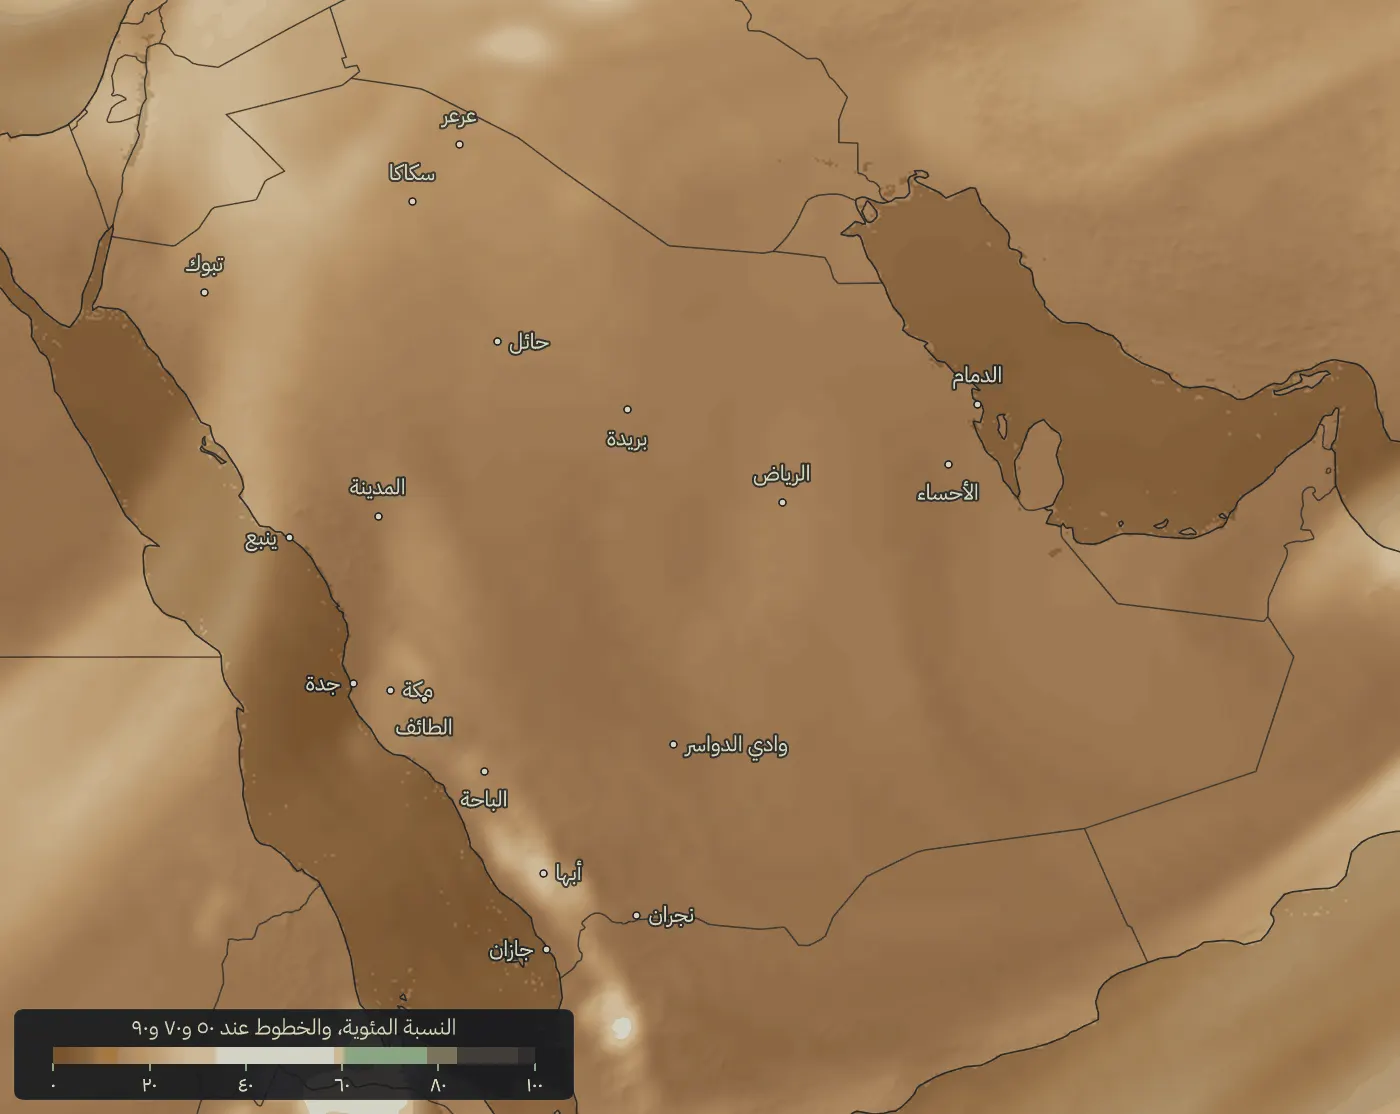 عرعر
سكاكا
تبوك
حائل
الدمام
بريدة
الرياض
المدينة
الأحساء
ينبع
جدة
مكة
الطائف
وادي الدواسر
الباحة
أبها
نجران
جازان
النسبة المئوية، والخطوط عند ٥٠ و٧٠ و٩٠
٠ ٢٠ ٤٠ ٦٠ ٨٠ ١٠٠